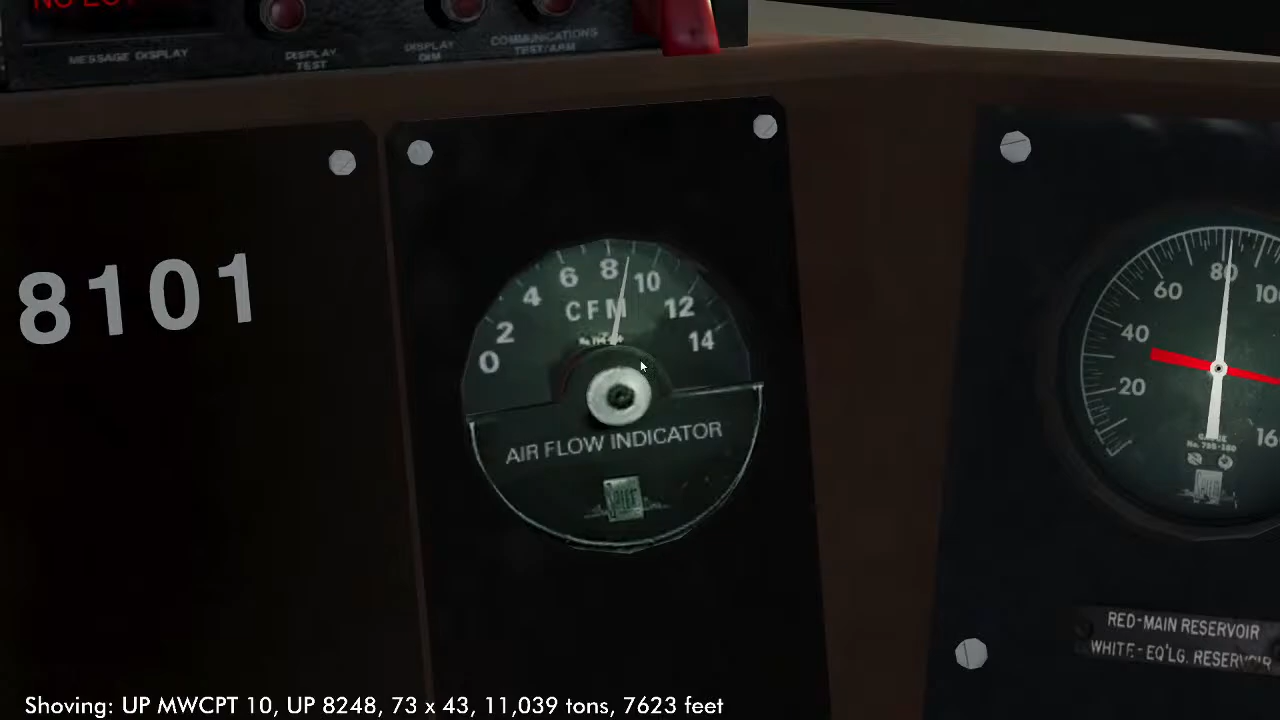 MESSAGE DISPLAY
DISPLAY
TEST
DISPLAY
DIM
COMMUNICATIONS
TEST/ARM
8101
0 2 4 6 8 10 12 14
CFM
AIR FLOW INDICATOR
20 40 60 80
RED-MAIN RESERVOIR
WHITE-EQ'LG. RESERVOIR
Shoving: UP MWCPT 10, UP 8248, 73 x 43, 11,039 tons, 7623 feet